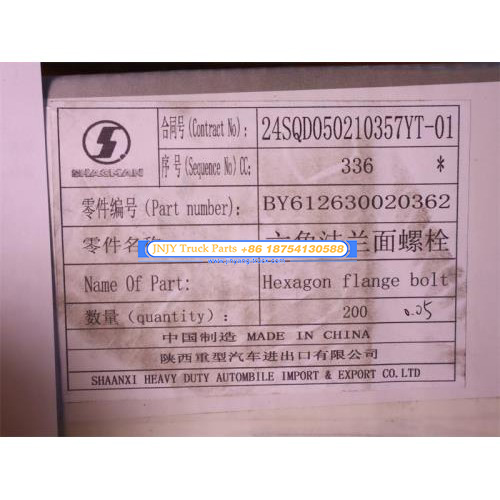 SHACMAN
合同号(Contract No): 24SQD050210357YT-01
序号(Sequence No)CC: 336 *
零件编号(Part number): BY612630020362
零件名称 六角法兰面螺栓
JNJY Truck Parts +86 18754130588
Name Of Part: Hexagon flange bolt
数量(quantity): 200 0.05
中国制造 MADE IN CHINA
陕西重型汽车进出口有限公司
SHAANXI HEAVY DUTY AUTOMBILE IMPORT & EXPORT CO.LTD